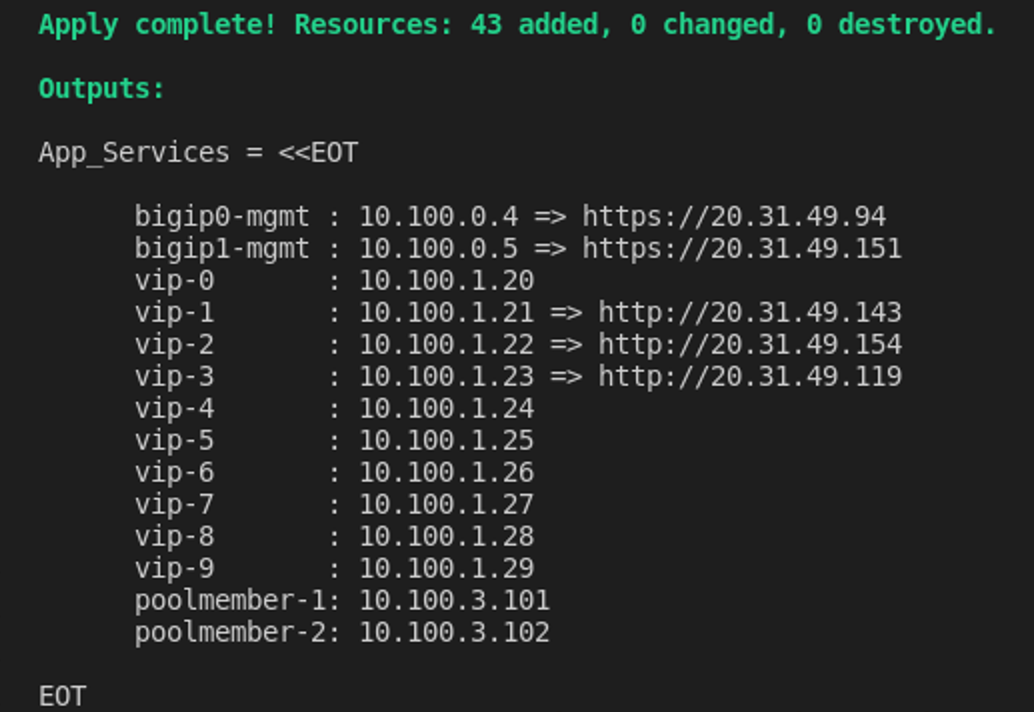 Apply complete! Resources: 43 added, 0 changed, 0 destroyed.
Outputs:
App_Services = <<EOT
bigip0-mgmt : 10.100.0.4 => https://20.31.49.94
bigip1-mgmt : 10.100.0.5 => https://20.31.49.151
vip-0 : 10.100.1.20
vip-1 : 10.100.1.21 => http://20.31.49.143
vip-2 : 10.100.1.22 => http://20.31.49.154
vip-3 : 10.100.1.23 => http://20.31.49.119
vip-4 : 10.100.1.24
vip-5 : 10.100.1.25
vip-6 : 10.100.1.26
vip-7 : 10.100.1.27
vip-8 : 10.100.1.28
vip-9 : 10.100.1.29
poolmember-1: 10.100.3.101
poolmember-2: 10.100.3.102
EOT